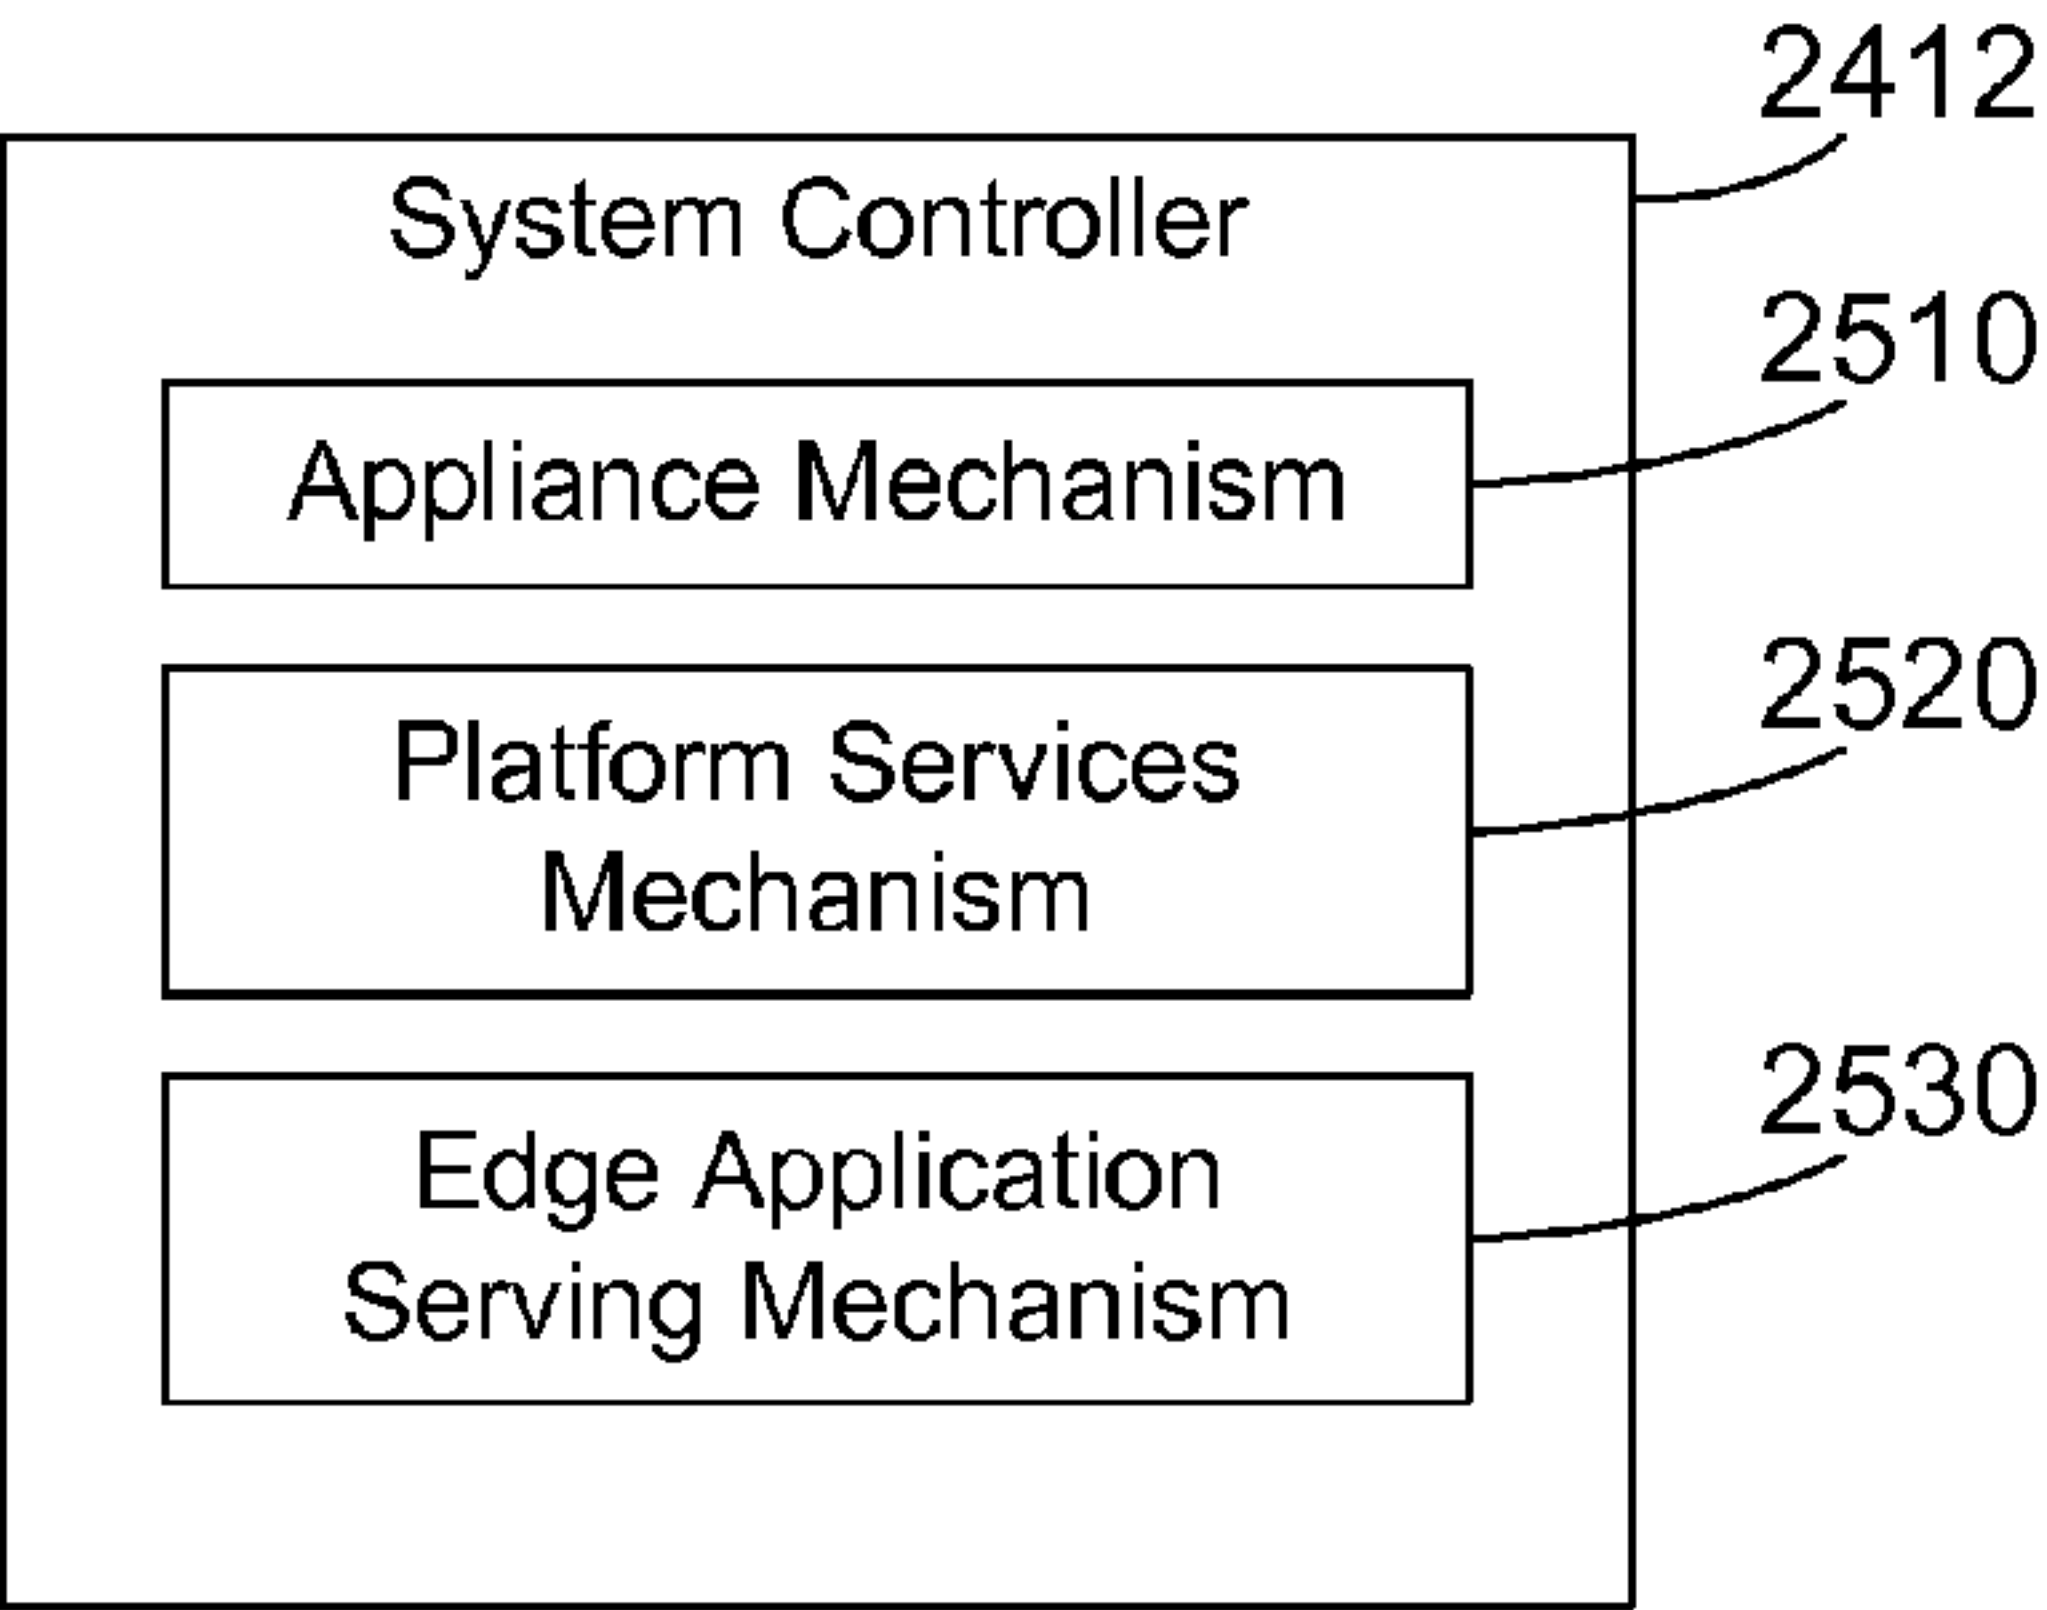 2412
System Controller
2510
Appliance Mechanism
2520
Platform Services
Mechanism
2530
Edge Application
Serving Mechanism